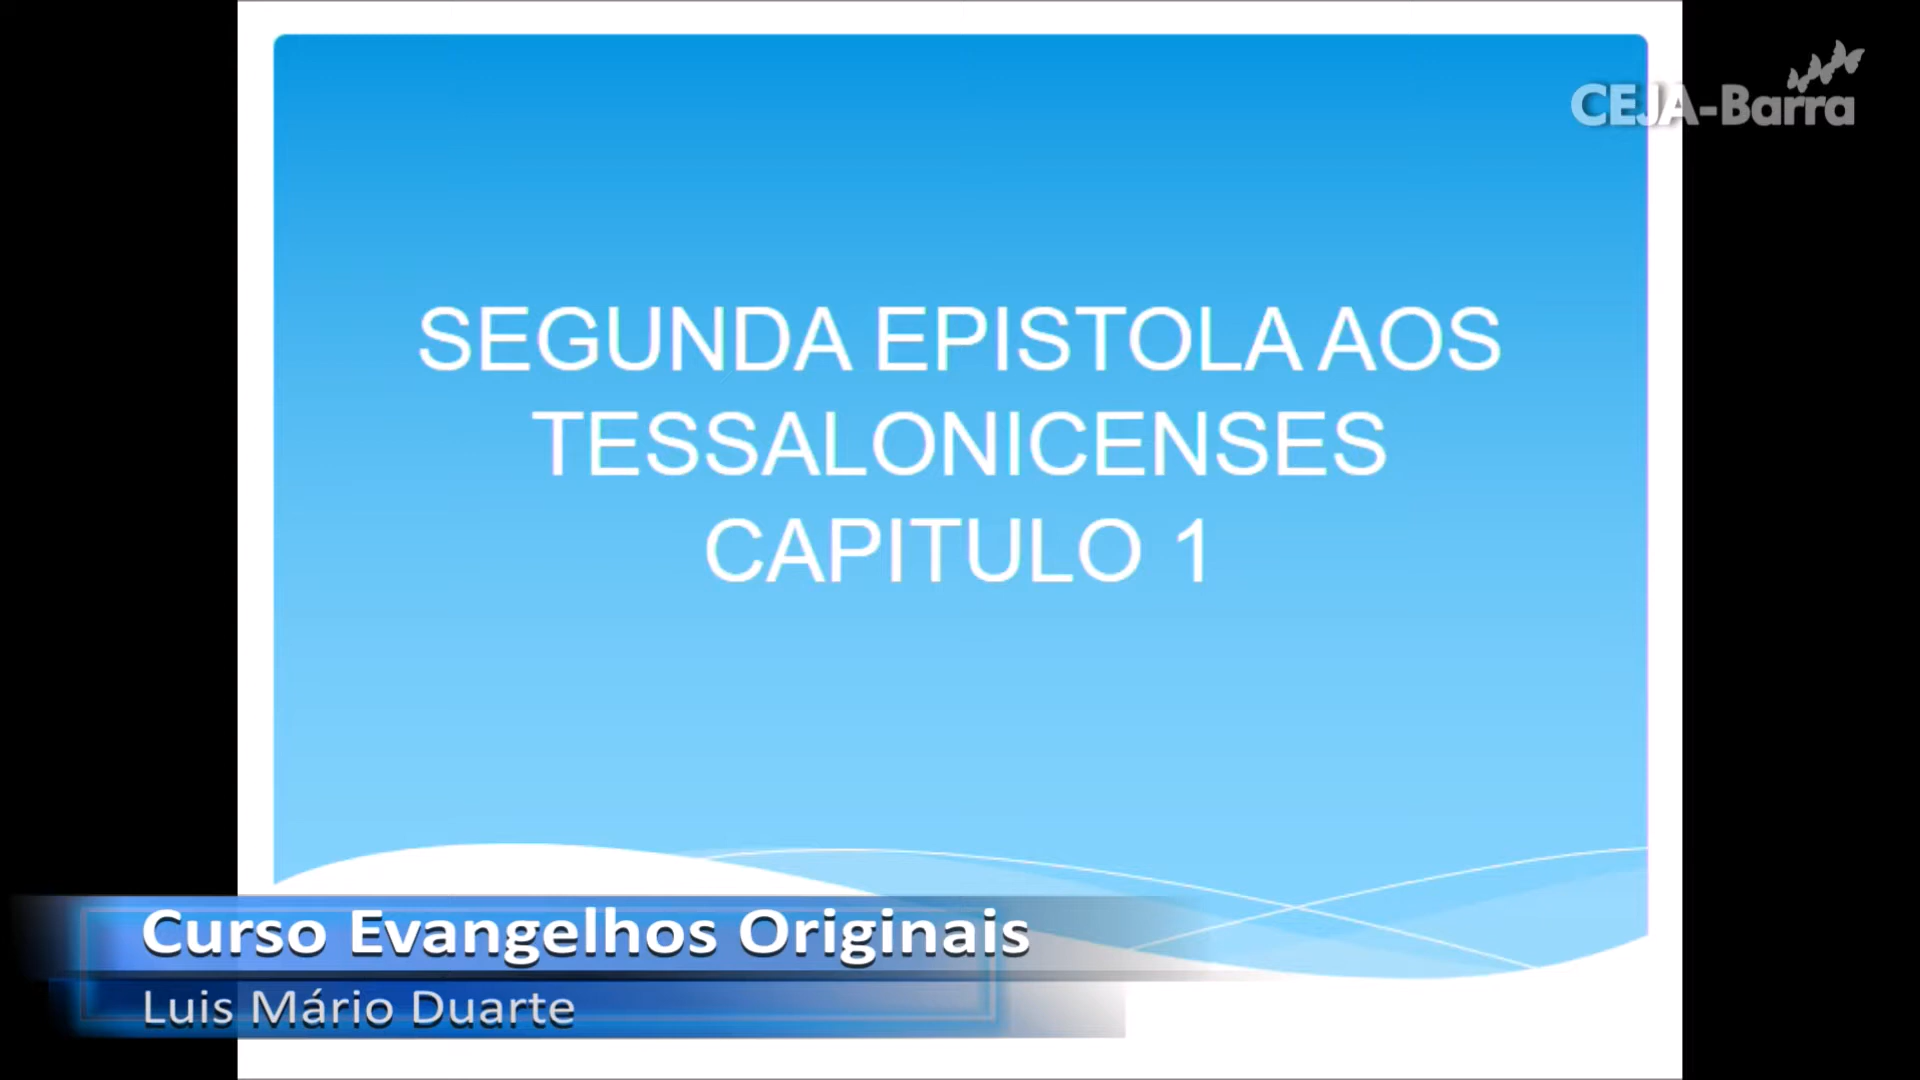 CEJA-Barra
SEGUNDA EPISTOLA AOS
TESSALONICENSES
CAPITULO 1
Curso Evangelhos Originais
Luis Mário Duarte